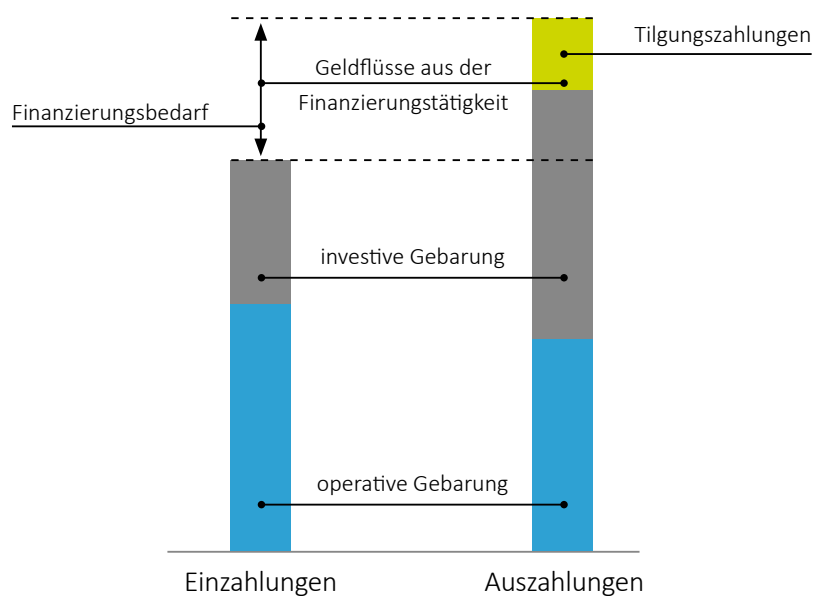 Tilgungszahlungen
Geldflüsse aus der
Finanzierungstätigkeit
Finanzierungsbedarf
investive Gebarung
operative Gebarung
Einzahlungen
Auszahlungen